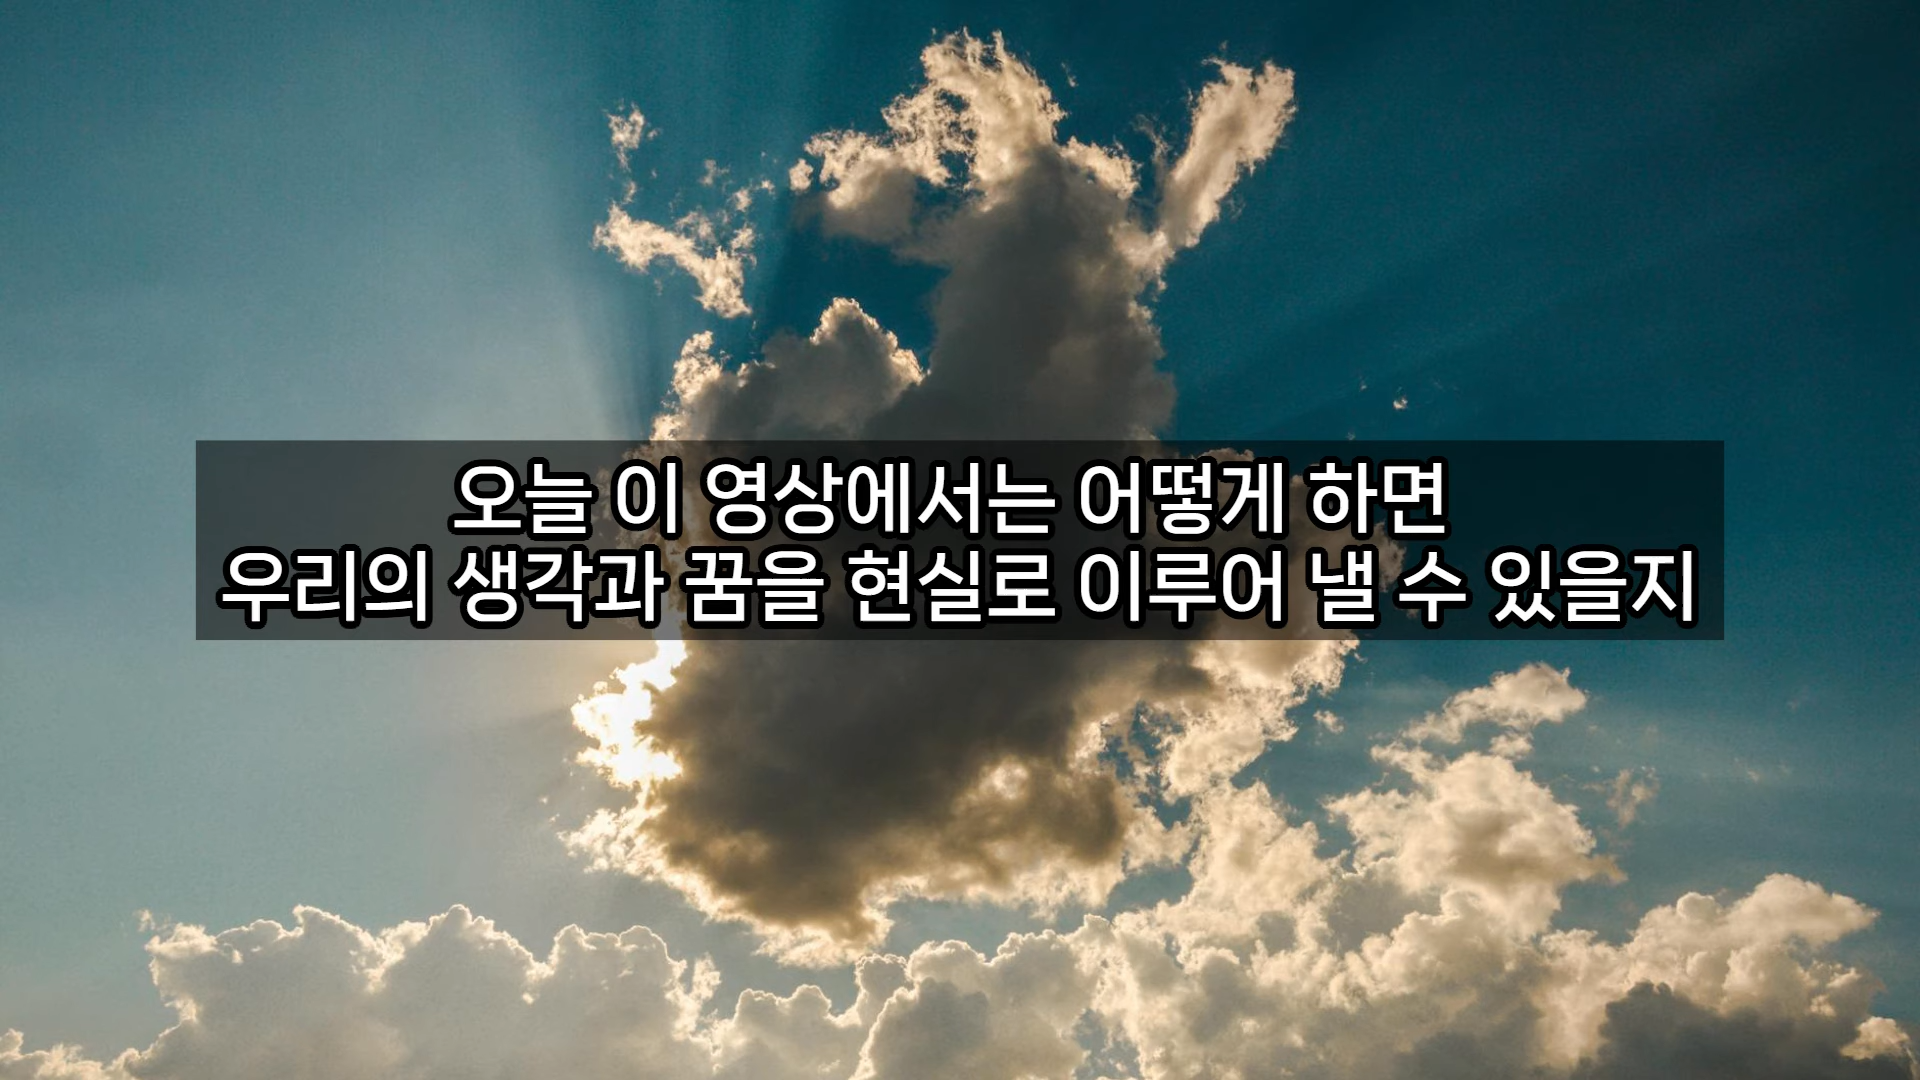 오늘 이 영상에서는 어떻게 하면
우리의 생각과 꿈을 현실로 이루어 낼 수 있을지